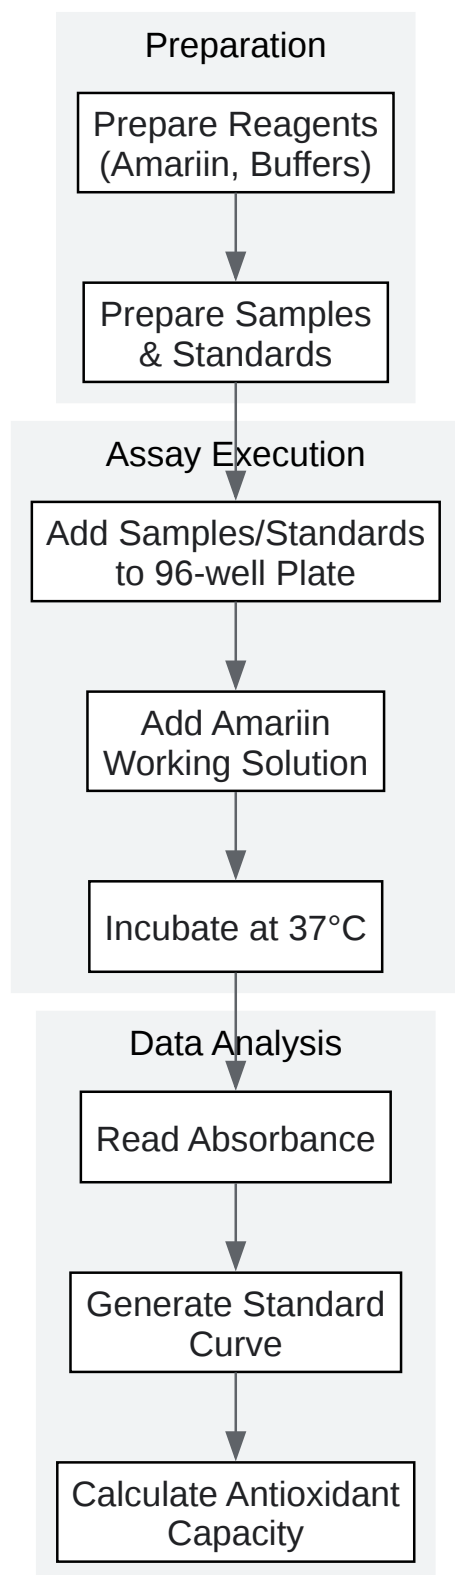 Preparation
Prepare Reagents
(Amariin, Buffers)
Prepare Samples
& Standards
Assay Execution
Add Samples/Standards
to 96-well Plate
Add Amariin
Working Solution
Incubate at 37°C
Data Analysis
Read Absorbance
Generate Standard
Curve
Calculate Antioxidant
Capacity